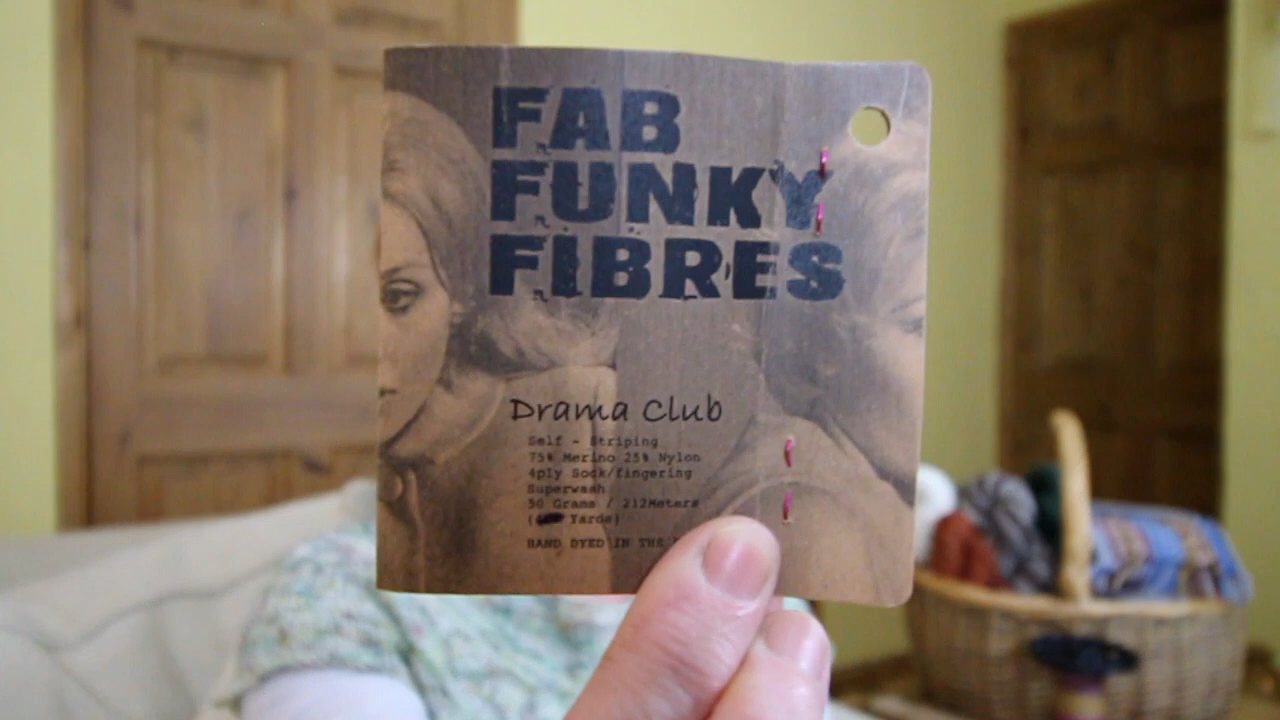 FAB
FUNKY
FIBRES
Drama Club
Self - Striping
75% Merino 25% Nylon
4ply Sock/fingering
Superwash
50 Grams / 212Meters
( Yards)
HAND DYED IN THE